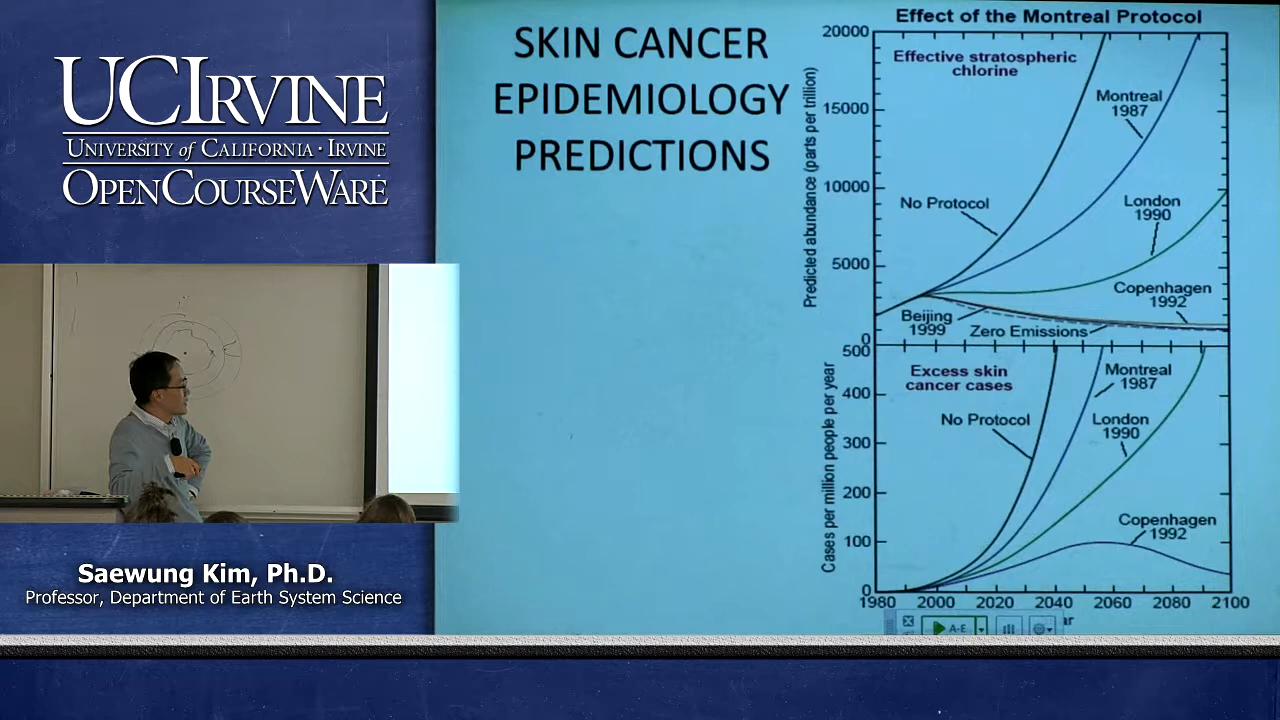 UCIRVINE
UNIVERSITY of CALIFORNIA · IRVINE
OPENCOURSEWARE
Saewung Kim, Ph.D.
Professor, Department of Earth System Science
SKIN CANCER
EPIDEMIOLOGY
PREDICTIONS
Effect of the Montreal Protocol
Predicted abundance (parts per trillion)
20000
15000
10000
5000
0
Effective stratospheric
chlorine
Montreal
1987
No Protocol
London
1990
Copenhagen
1992
Beijing
1999
Zero Emissions
Cases per million people per year
500
400
300
200
100
0
Excess skin
cancer cases
Montreal
1987
No Protocol
London
1990
Copenhagen
1992
1980 2000 2020 2040 2060 2080 2100
A-E